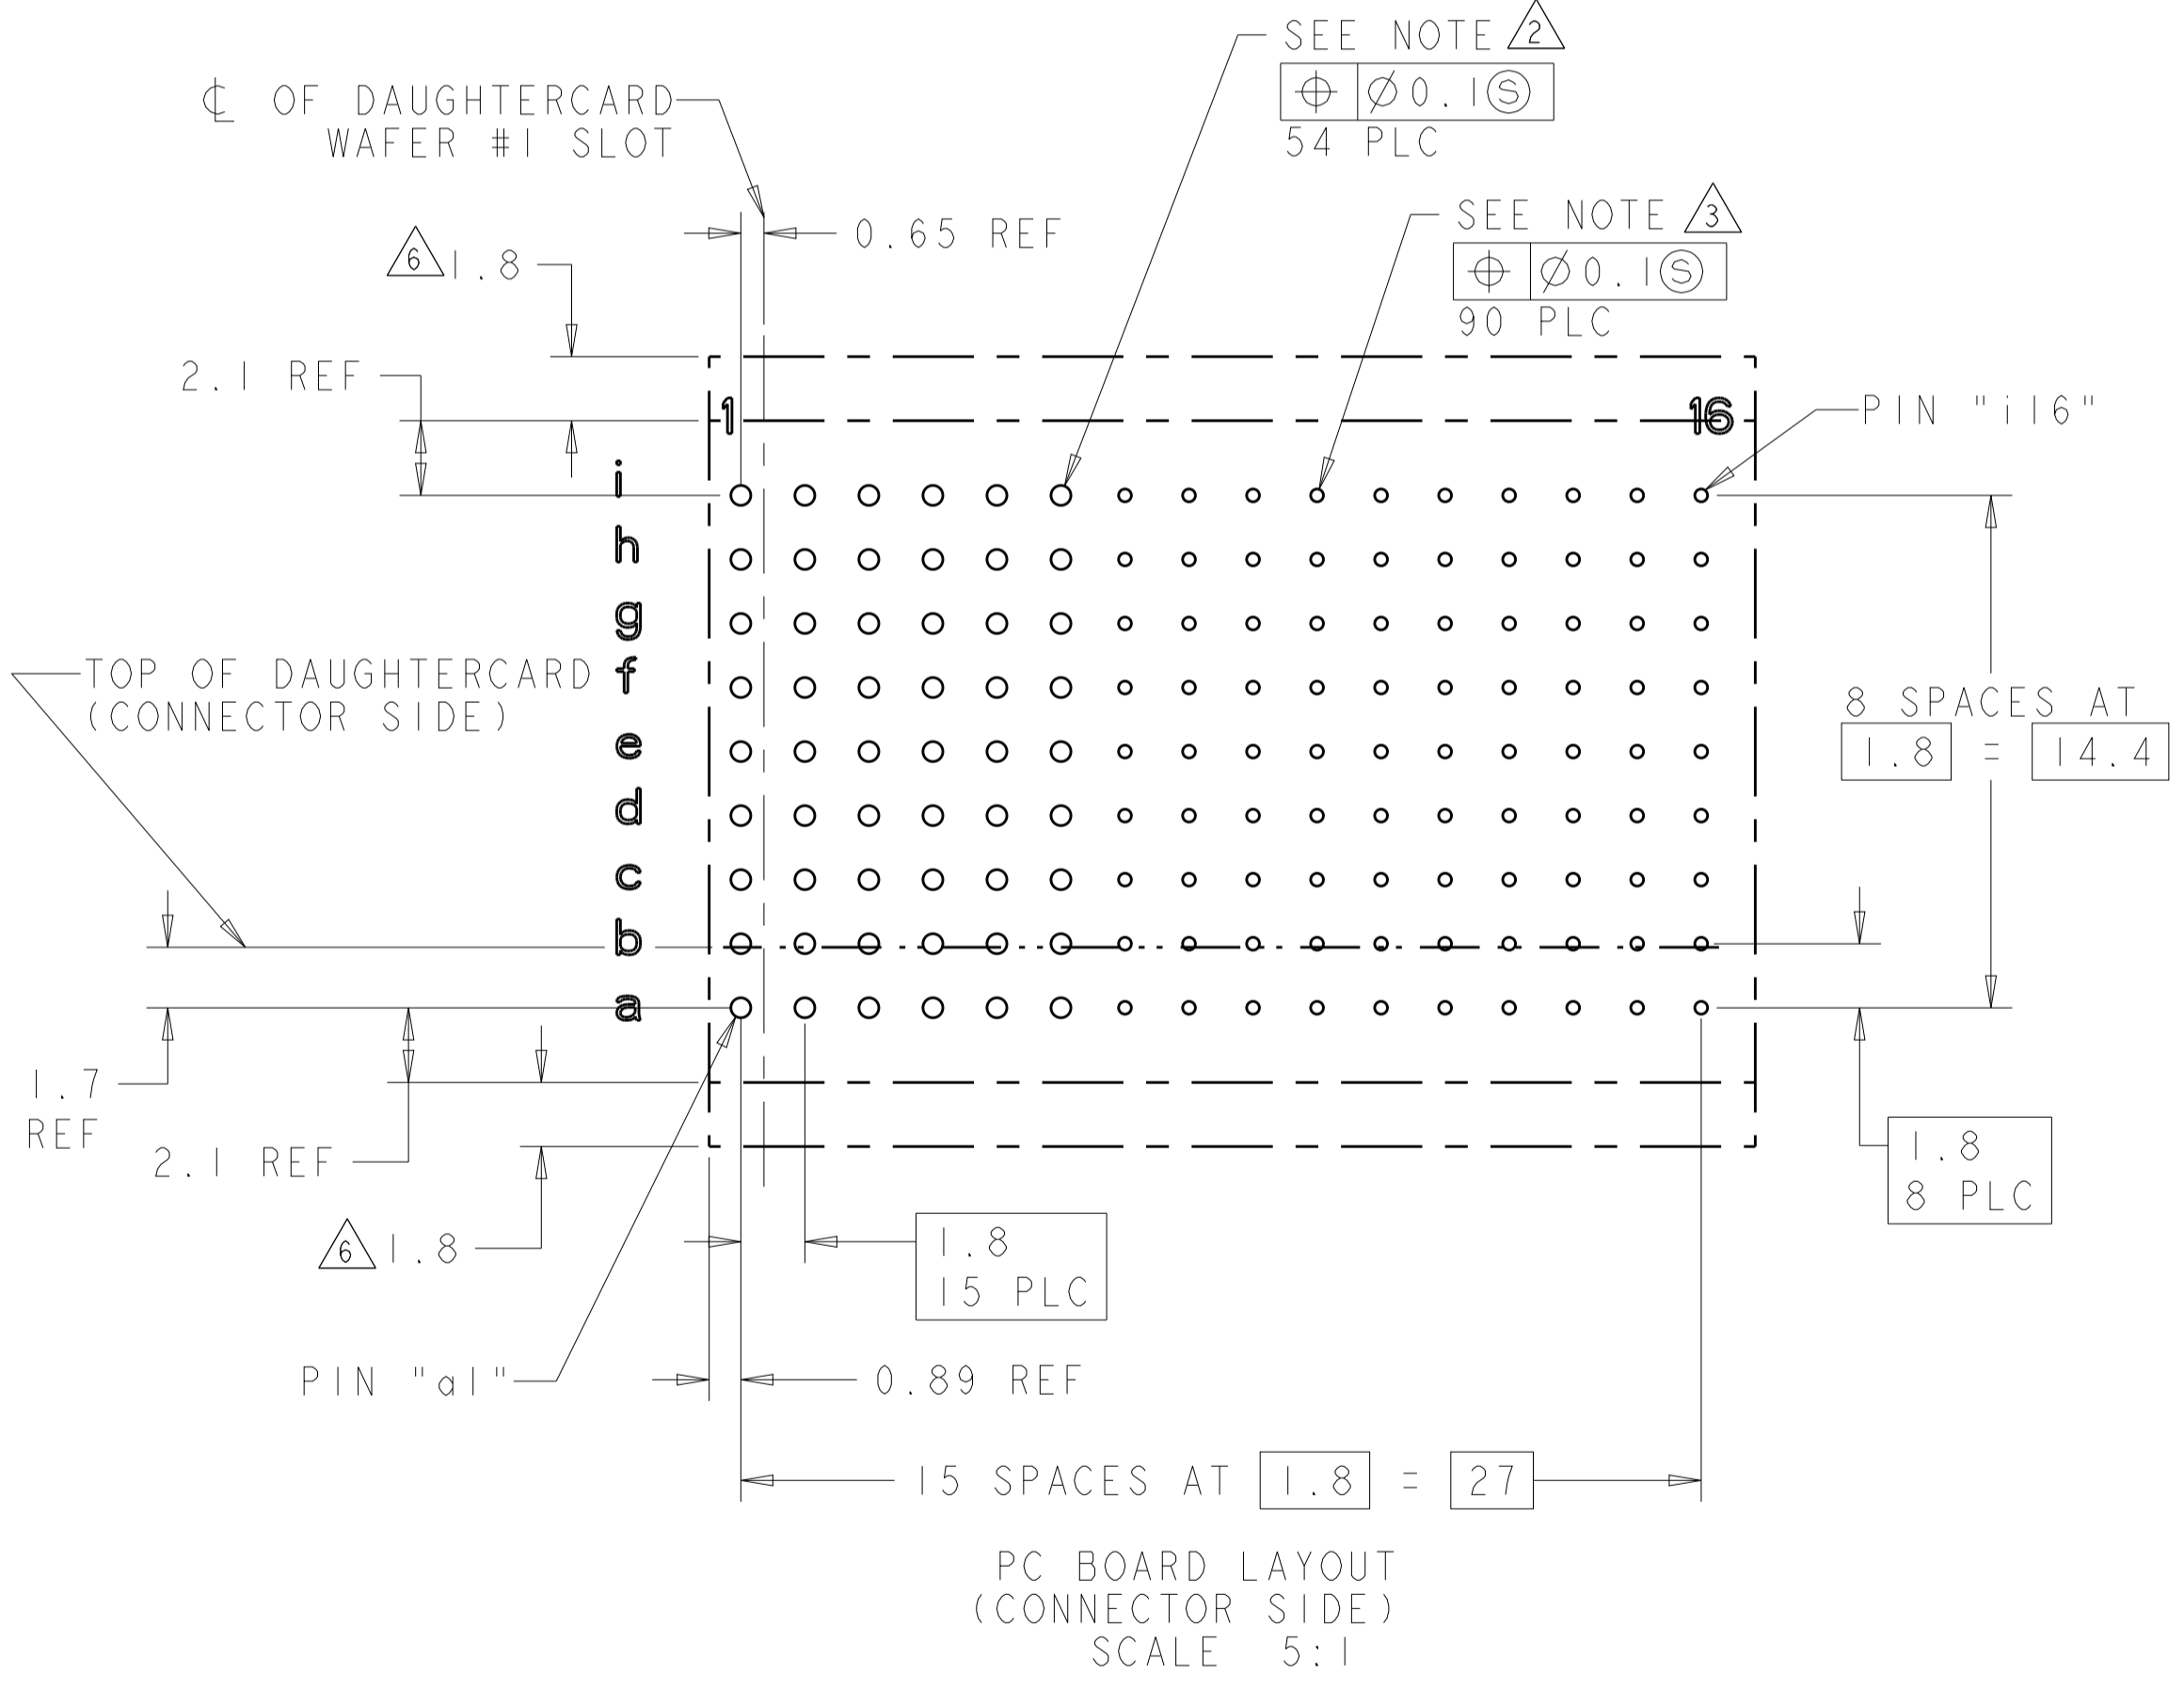 SEE NOTE 2
⌖ ⌀0.1Ⓢ
54 PLC
℄ OF DAUGHTERCARD
WAFER #1 SLOT
SEE NOTE 3
⌖ ⌀0.1Ⓢ
90 PLC
0.65 REF
6 1.8
2.1 REF
1
16
PIN "i16"
i
h
g
f
e
d
c
b
a
TOP OF DAUGHTERCARD
(CONNECTOR SIDE)
8 SPACES AT
1.8 = 14.4
1.7
REF
2.1 REF
6 1.8
1.8
8 PLC
1.8
15 PLC
PIN "a1"
0.89 REF
15 SPACES AT 1.8 = 27
PC BOARD LAYOUT
(CONNECTOR SIDE)
SCALE 5:1